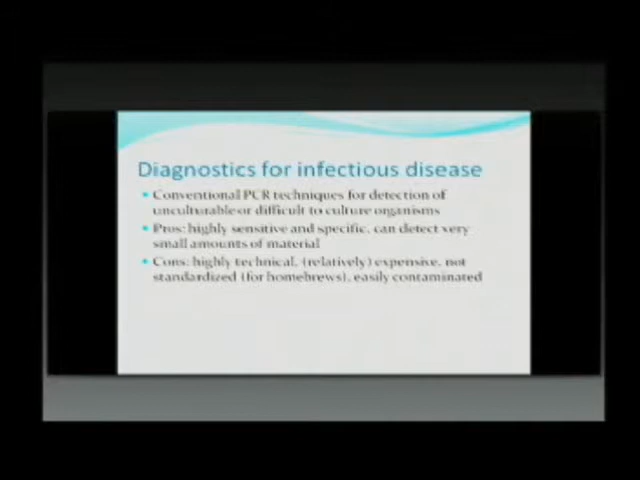 Diagnostics for infectious disease
Conventional PCR techniques for detection of
unculturable or difficult to culture organisms
Pros: highly sensitive and specific, can detect very
small amounts of material
Cons: highly technical, (relatively) expensive, not
standardized (for homebrews), easily contaminated